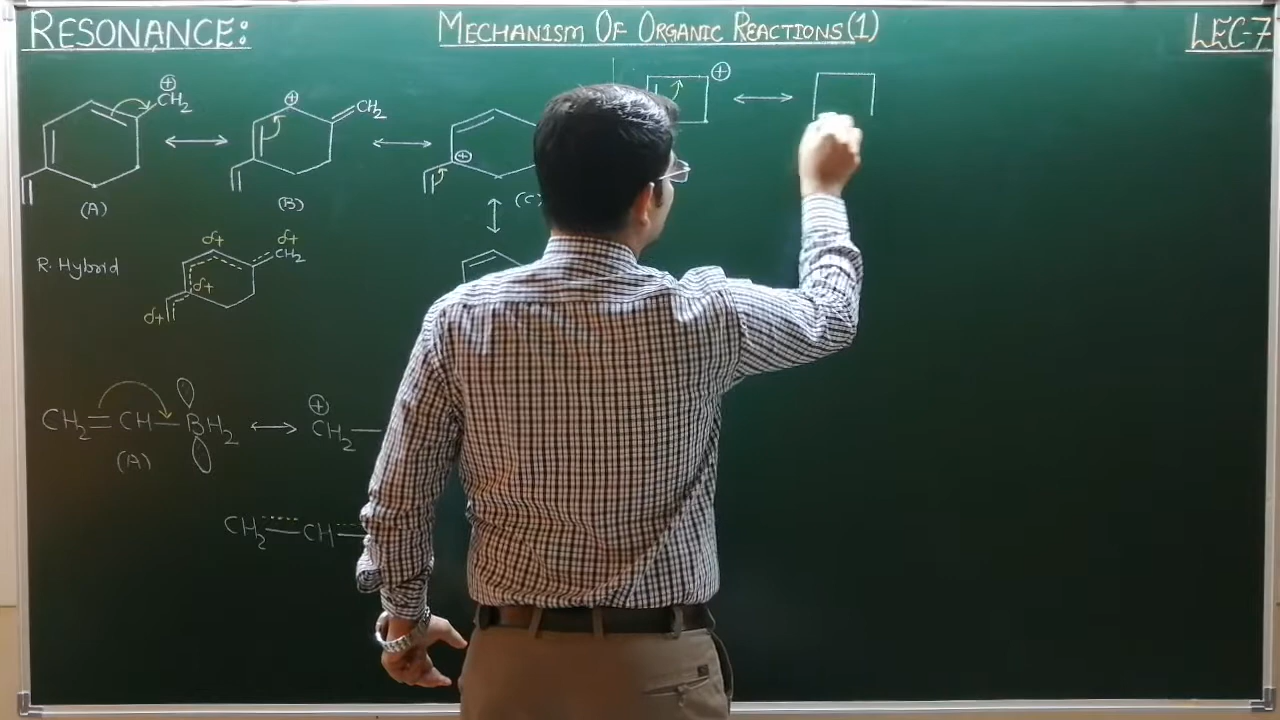 RESONANCE:
MECHANISM OF ORGANIC REACTIONS(1)
LEC-7
⊕
CH2
⊕
CH2
⊕
⊕
(A)
(B)
(C)
R. Hybrid
δ+
δ+
CH2
δ+
δ+
CH2=CH—BH2 ↔ ⊕CH2—
(A)
CH2—CH—